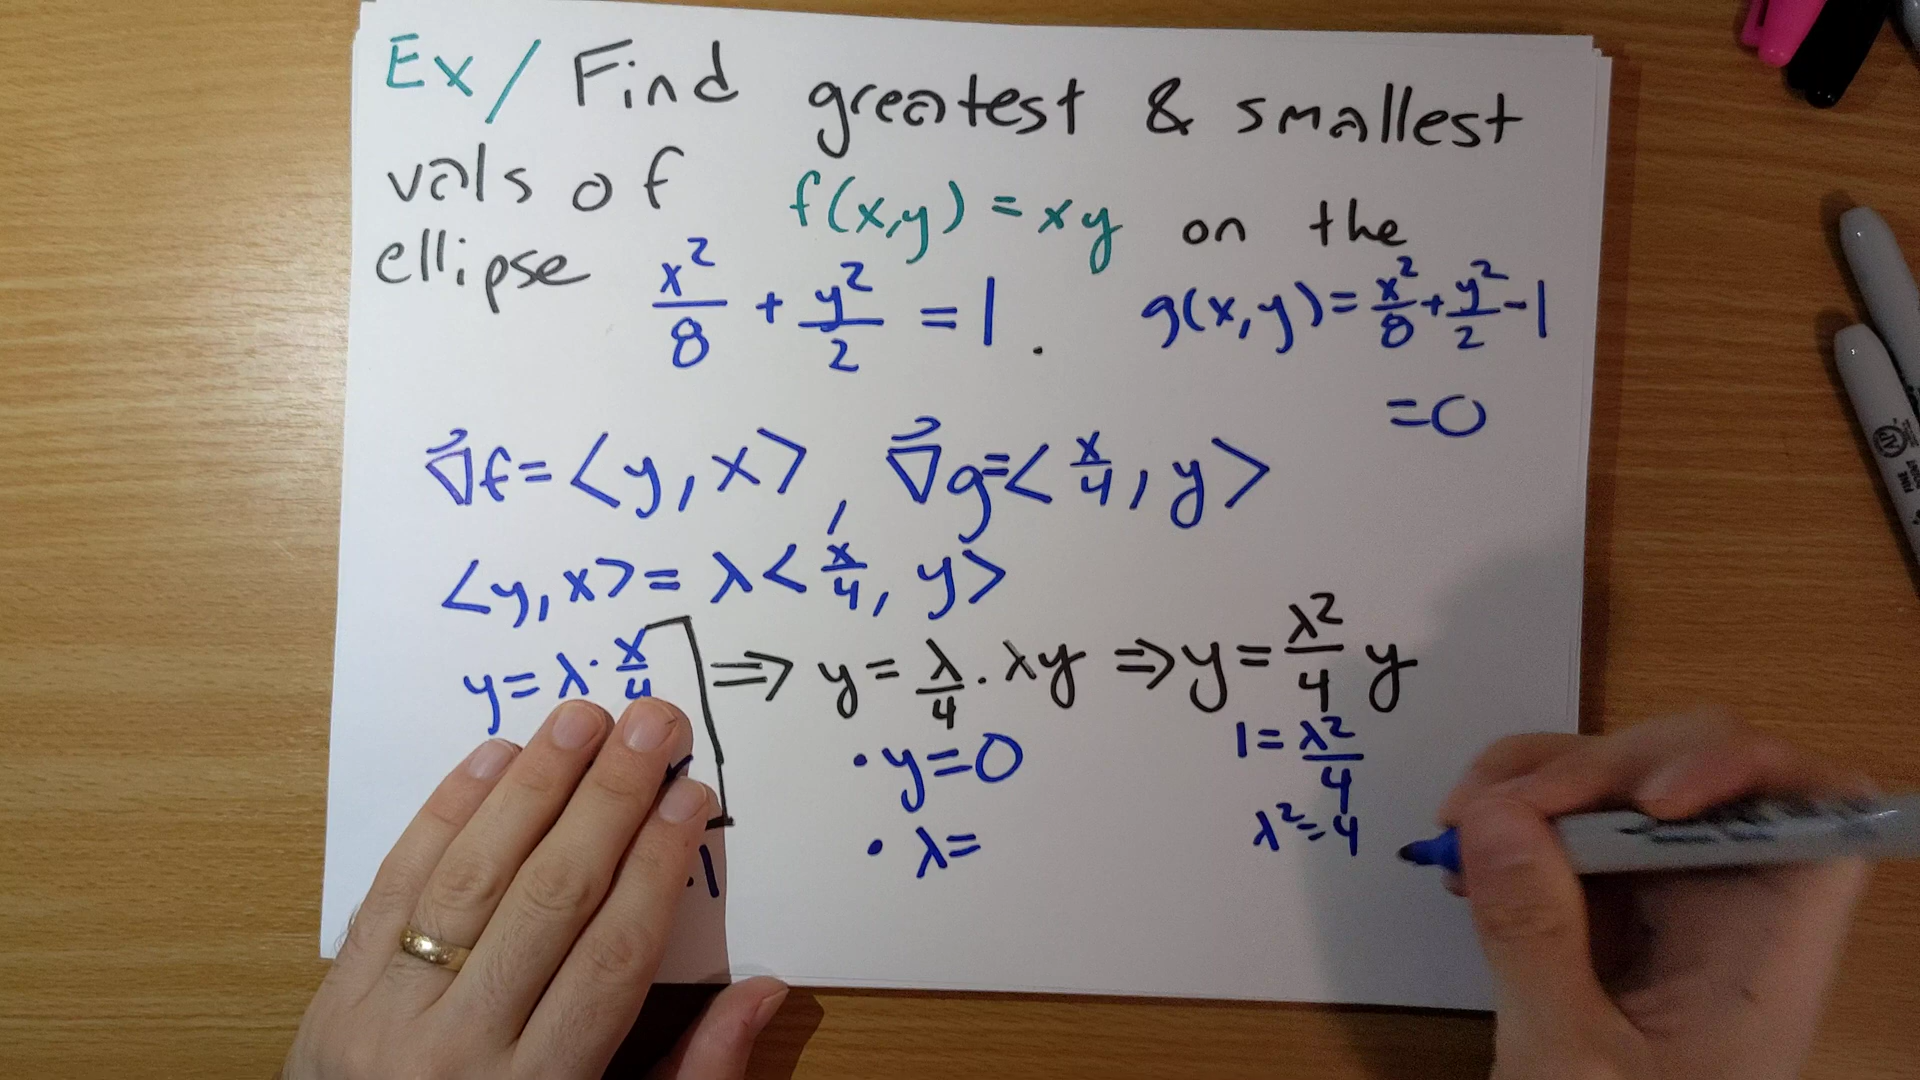 Ex/ Find greatest & smallest
vals of f(x,y) = xy on the
ellipse x²/8 + y²/2 = 1. g(x,y) = x²/8 + y²/2 - 1
= 0
∇⃗f = <y, x>, ∇⃗g = <x/4, y>
<y, x> = λ<x/4, y>
y = λ · x/4 ⇒ y = λ/4 · λy ⇒ y = λ²/4 y
· y = 0 1 = λ²/4
· λ = λ² = 4